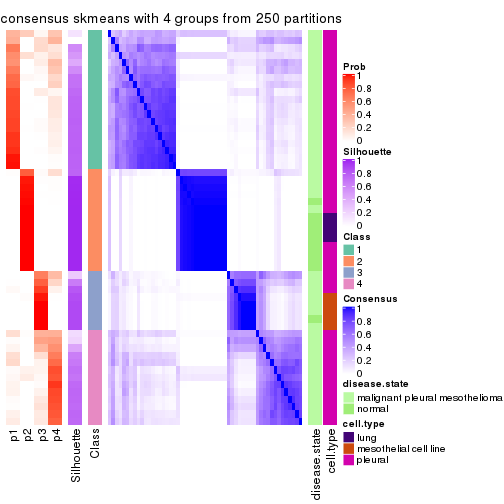 consensus skmeans with 4 groups from 250 partitions
Prob
1
0.8
0.6
0.4
0.2
0
Silhouette
1
0.8
0.6
0.4
0.2
0
Class
1
2
3
4
Consensus
1
0.8
0.6
0.4
0.2
0
disease.state
malignant pleural mesothelioma
normal
cell.type
lung
mesothelial cell line
pleural
p1
p2
p3
p4
Silhouette
Class
disease.state
cell.type